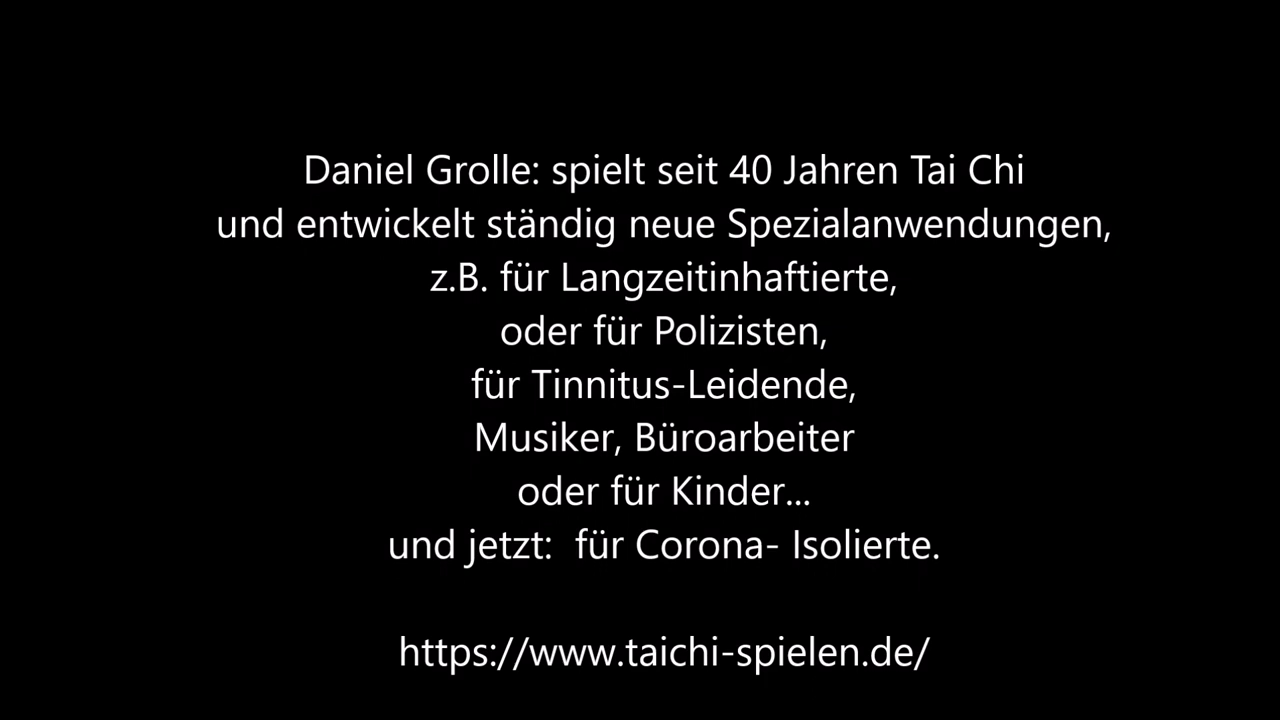 Daniel Grolle: spielt seit 40 Jahren Tai Chi
und entwickelt ständig neue Spezialanwendungen,
z.B. für Langzeitinhaftierte,
oder für Polizisten,
für Tinnitus-Leidende,
Musiker, Büroarbeiter
oder für Kinder...
und jetzt:  für Corona- Isolierte.
https://www.taichi-spielen.de/